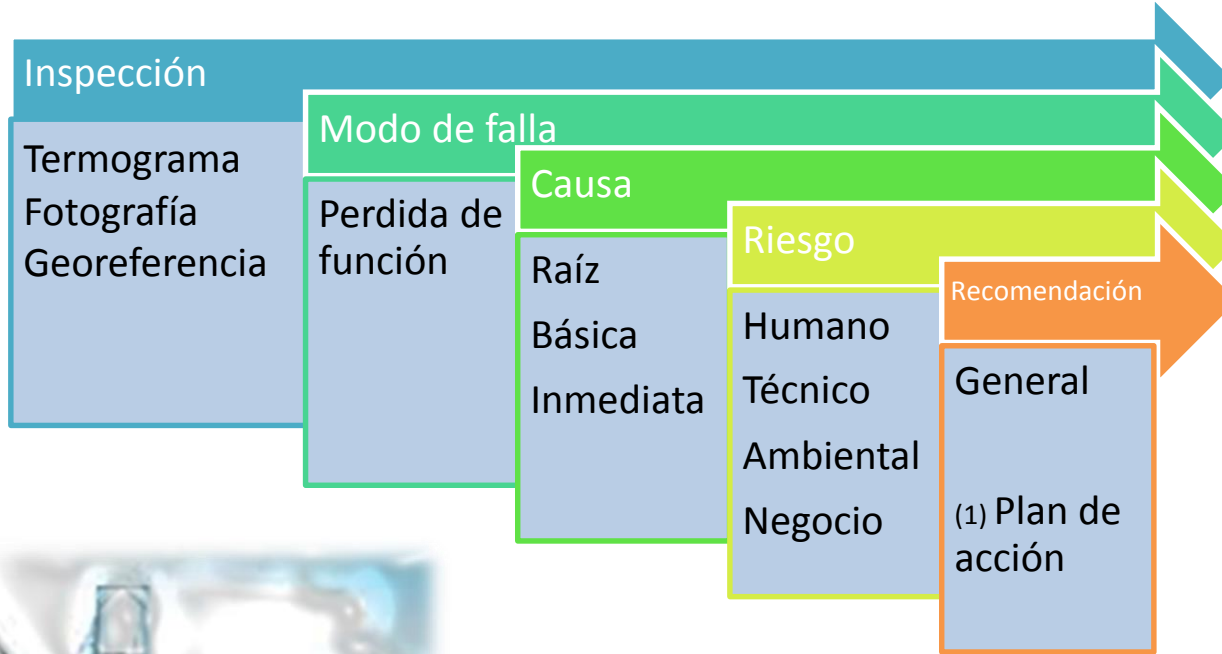 Inspección
Termograma
Fotografía
Georeferencia
Modo de falla
Perdida de
función
Causa
Raíz
Básica
Inmediata
Riesgo
Humano
Técnico
Ambiental
Negocio
Recomendación
General
(1) Plan de
acción